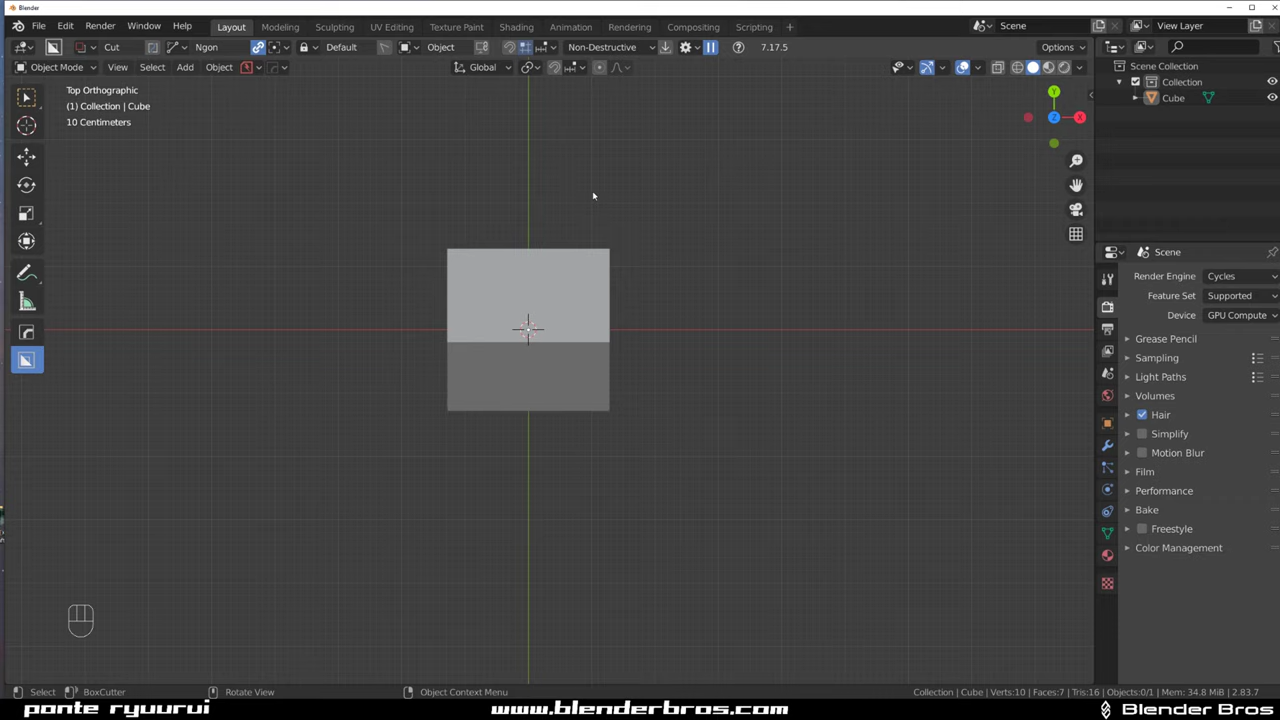 Blender
File Edit Render Window Help Layout Modeling Sculpting UV Editing Texture Paint Shading Animation Rendering Compositing Scripting + Scene View Layer
Cut Ngon Default Object Non-Destructive 7.17.5 Options
Object Mode View Select Add Object Global
Top Orthographic
(1) Collection | Cube
10 Centimeters
Y
Z X
Scene Collection
Collection
Cube
Scene
Render Engine Cycles
Feature Set Supported
Device GPU Compute
Grease Pencil
Sampling
Light Paths
Volumes
Hair
Simplify
Motion Blur
Film
Performance
Bake
Freestyle
Color Management
Select BoxCutter Rotate View Object Context Menu Collection | Cube | Verts:10 | Faces:7 | Tris:16 | Objects:0/1 | Mem: 34.8 MiB | 2.83.7
ponte ryuurui www.blenderbros.com Blender Bros